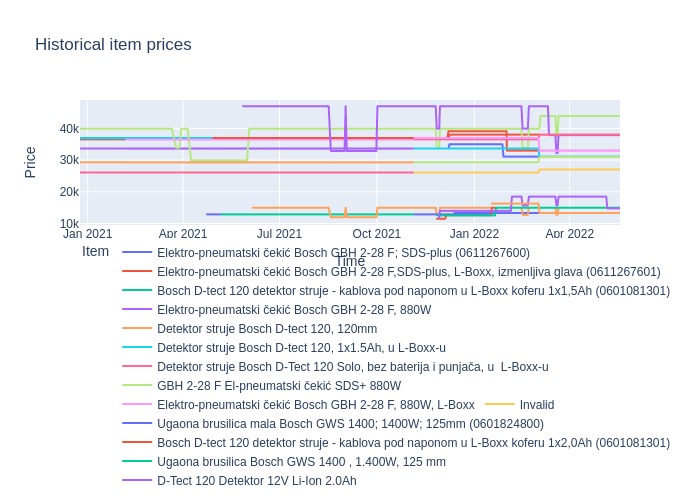 Historical item prices
Price
40k
30k
20k
10k
Jan 2021 Apr 2021 Jul 2021 Oct 2021 Jan 2022 Apr 2022
Time
Item
Elektro-pneumatski čekić Bosch GBH 2-28 F; SDS-plus (0611267600)
Elektro-pneumatski čekić Bosch GBH 2-28 F,SDS-plus, L-Boxx, izmenljiva glava (0611267601)
Bosch D-tect 120 detektor struje - kablova pod naponom u L-Boxx koferu 1x1,5Ah (0601081301)
Elektro-pneumatski čekić Bosch GBH 2-28 F, 880W
Detektor struje Bosch D-tect 120, 120mm
Detektor struje Bosch D-tect 120, 1x1.5Ah, u L-Boxx-u
Detektor struje Bosch D-Tect 120 Solo, bez baterija i punjača, u L-Boxx-u
GBH 2-28 F El-pneumatski čekić SDS+ 880W
Elektro-pneumatski čekić Bosch GBH 2-28 F, 880W, L-Boxx Invalid
Ugaona brusilica mala Bosch GWS 1400; 1400W; 125mm (0601824800)
Bosch D-tect 120 detektor struje - kablova pod naponom u L-Boxx koferu 1x2,0Ah (0601081301)
Ugaona brusilica Bosch GWS 1400 , 1.400W, 125 mm
D-Tect 120 Detektor 12V Li-Ion 2.0Ah